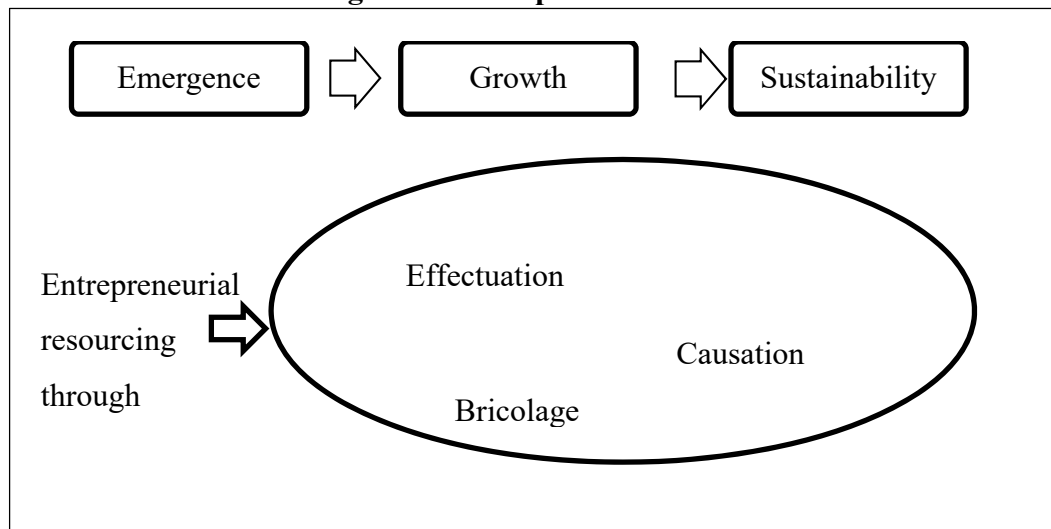 Emergence
Growth
Sustainability
Entrepreneurial
resourcing
through
Effectuation
Causation
Bricolage